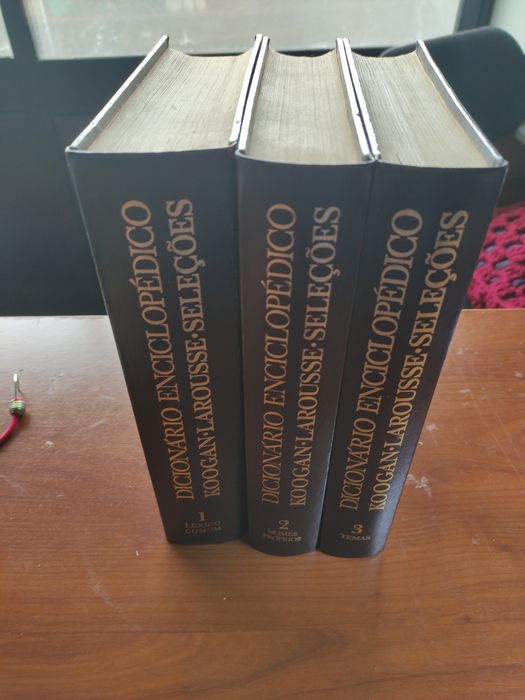 DICIONÁRIO ENCICLOPÉDICO
KOOGAN·LAROUSSE·SELEÇÕES
1
LÉXICO
COMUM
DICIONÁRIO ENCICLOPÉDICO
KOOGAN·LAROUSSE·SELEÇÕES
2
NOMES
PRÓPRIOS
DICIONÁRIO ENCICLOPÉDICO
KOOGAN·LAROUSSE·SELEÇÕES
3
TEMAS